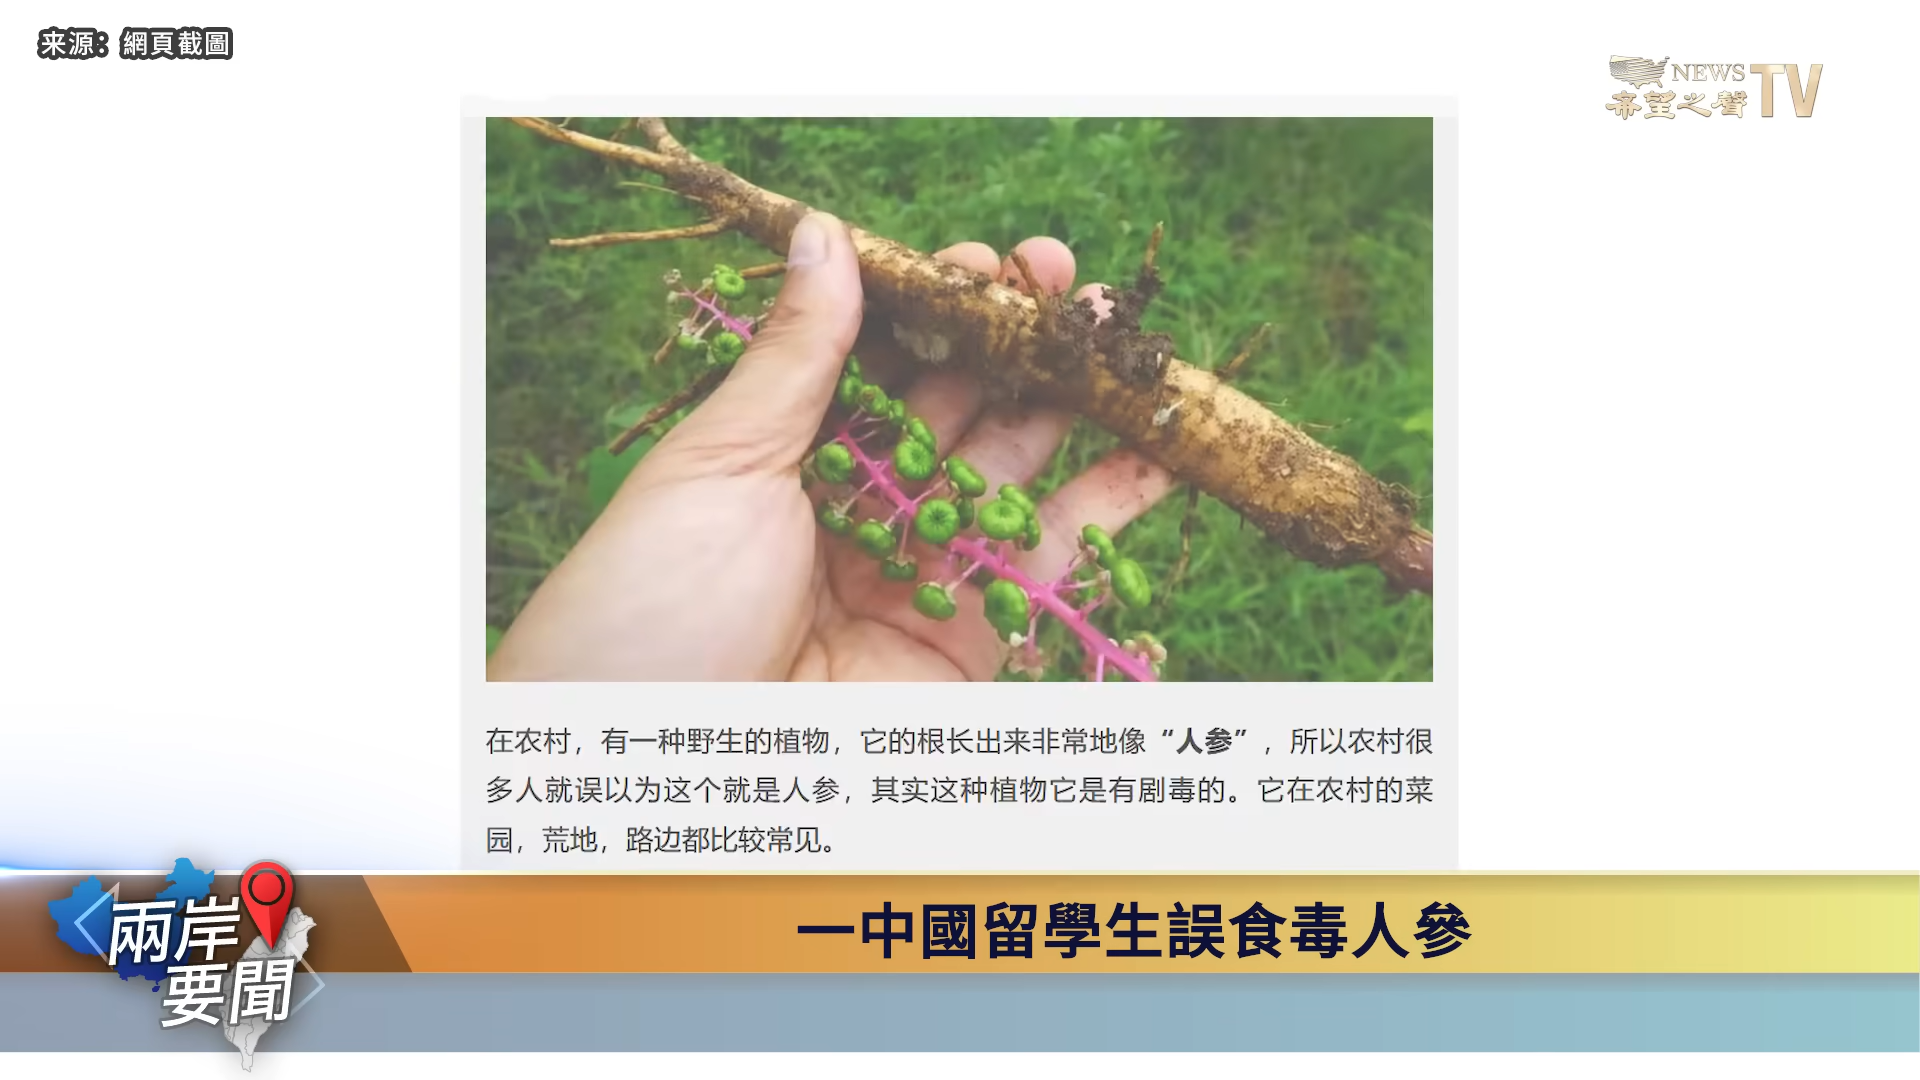 来源：網頁截圖
NEWS
希望之聲TV
在农村，有一种野生的植物，它的根长出来非常地像“人参”，所以农村很
多人就误以为这个就是人参，其实这种植物它是有剧毒的。它在农村的菜
园，荒地，路边都比较常见。
一中國留學生誤食毒人參
兩岸
要聞